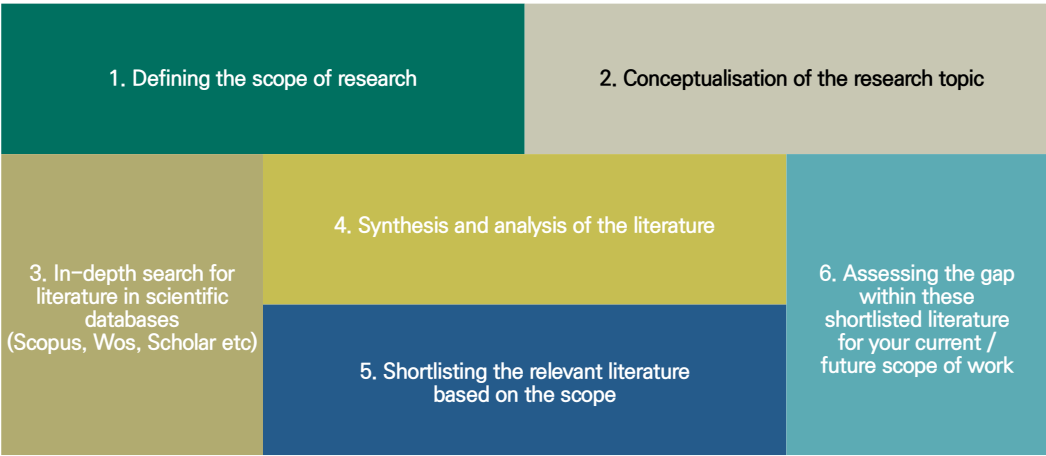 1. Defining the scope of research
2. Conceptualisation of the research topic
3. In-depth search for
literature in scientific
databases
(Scopus, Wos, Scholar etc)
4. Synthesis and analysis of the literature
5. Shortlisting the relevant literature
based on the scope
6. Assessing the gap
within these
shortlisted literature
for your current /
future scope of work